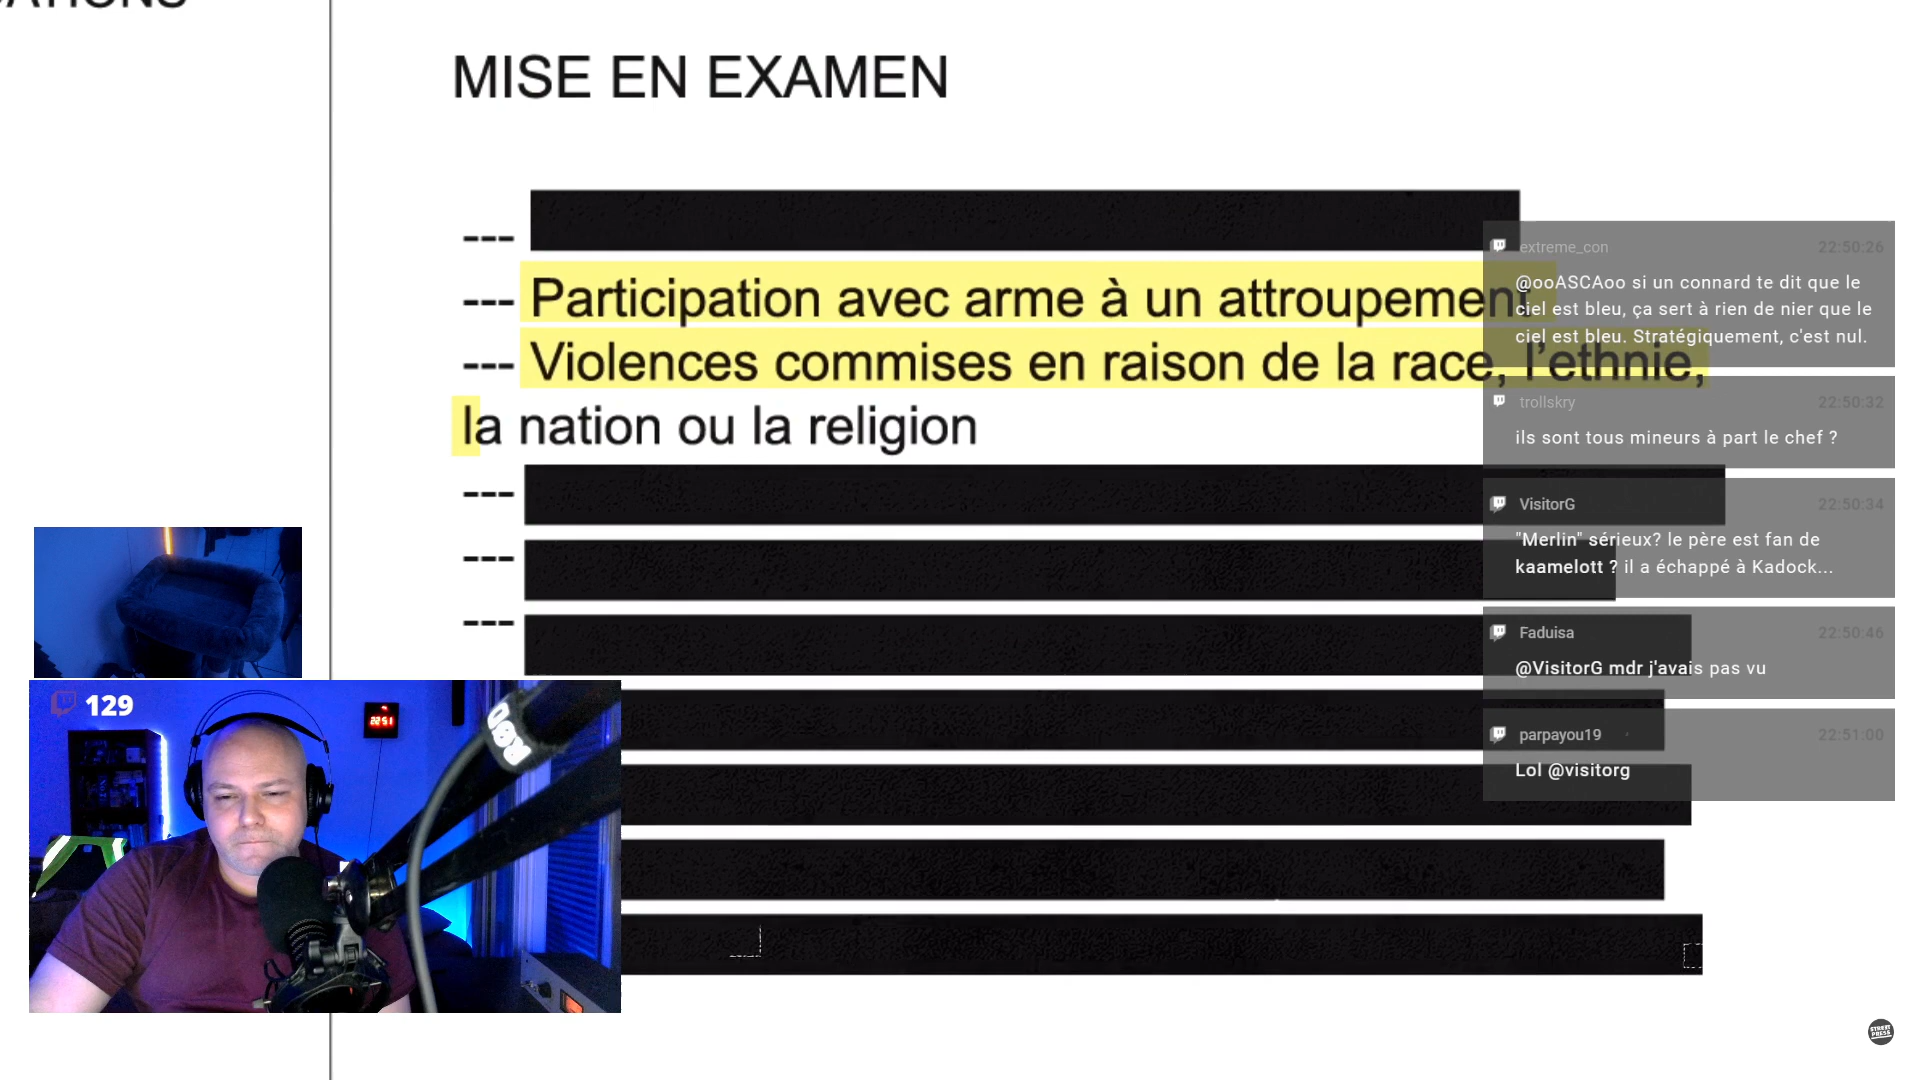 MISE EN EXAMEN
---
--- Participation avec arme à un attroupement
--- Violences commises en raison de la race, l'ethnie,
la nation ou la religion
---
---
---
extreme_con 22:50:26
@ooASCAoo si un connard te dit que le
ciel est bleu, ça sert à rien de nier que le
ciel est bleu. Stratégiquement, c'est nul.
trollskry 22:50:32
ils sont tous mineurs à part le chef ?
VisitorG 22:50:34
"Merlin" sérieux? le père est fan de
kaamelott ? il a échappé à Kadock...
Faduisa 22:50:46
@VisitorG mdr j'avais pas vu
parpayou19 22:51:00
Lol @visitorg
129
22:51
STREET
PRESS